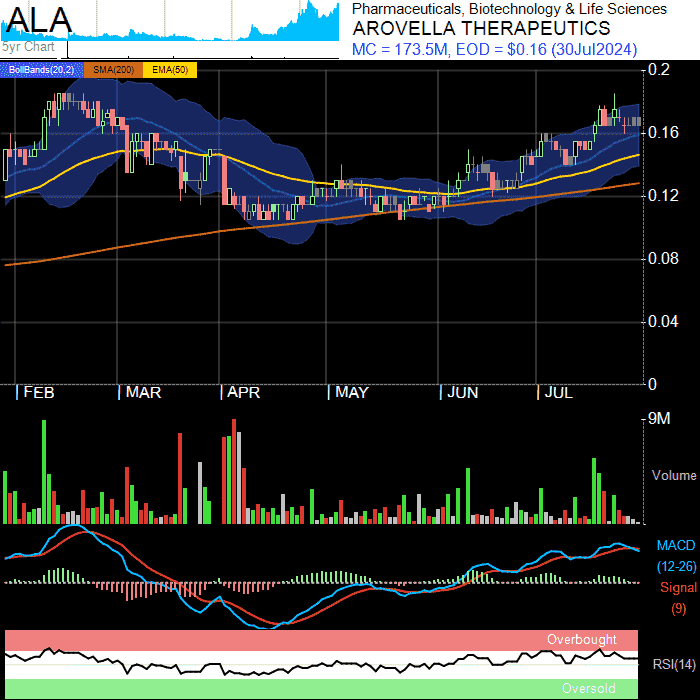 ALA
5yr Chart
Pharmaceuticals, Biotechnology & Life Sciences
AROVELLA THERAPEUTICS
MC = 173.5M, EOD = $0.16 (30Jul2024)
BollBands(20,2) SMA(200) EMA(50)
0.2
0.16
0.12
0.08
0.04
0
FEB MAR APR MAY JUN JUL
9M
Volume
MACD
(12-26)
Signal
(9)
Overbought
RSI(14)
Oversold